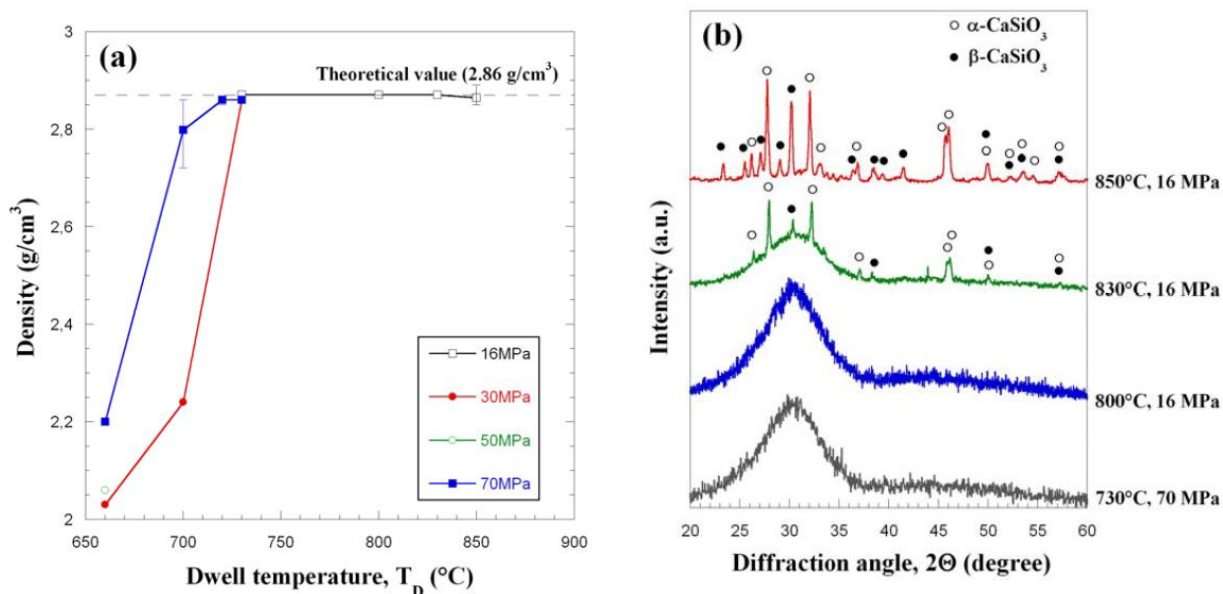 (a)
Theoretical value (2.86 g/cm³)
3
2,8
2,6
2,4
2,2
2
Density (g/cm³)
16MPa
30MPa
50MPa
70MPa
650 700 750 800 850 900
Dwell temperature, T_D (°C)
(b)
α-CaSiO₃
β-CaSiO₃
850°C, 16 MPa
830°C, 16 MPa
800°C, 16 MPa
730°C, 70 MPa
Intensity (a.u.)
20 25 30 35 40 45 50 55 60
Diffraction angle, 2Θ (degree)